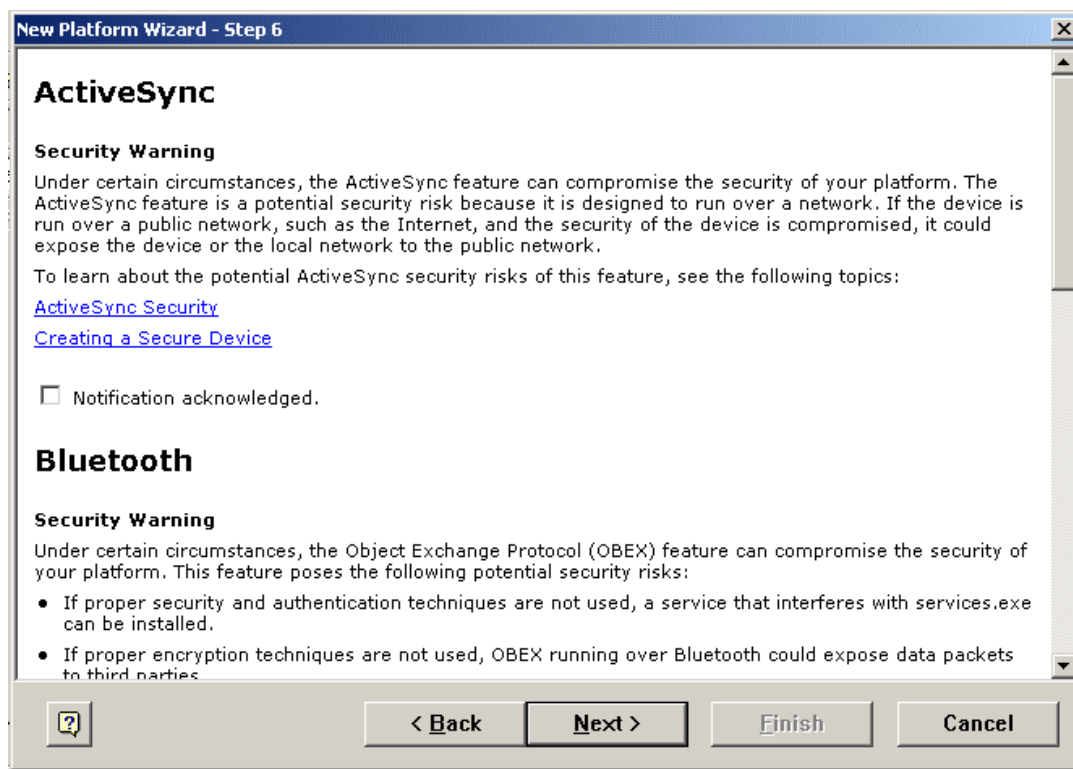 New Platform Wizard - Step 6
ActiveSync
Security Warning
Under certain circumstances, the ActiveSync feature can compromise the security of your platform. The
ActiveSync feature is a potential security risk because it is designed to run over a network. If the device is
run over a public network, such as the Internet, and the security of the device is compromised, it could
expose the device or the local network to the public network.
To learn about the potential ActiveSync security risks of this feature, see the following topics:
ActiveSync Security
Creating a Secure Device
Notification acknowledged.
Bluetooth
Security Warning
Under certain circumstances, the Object Exchange Protocol (OBEX) feature can compromise the security of
your platform. This feature poses the following potential security risks:
• If proper security and authentication techniques are not used, a service that interferes with services.exe
can be installed.
• If proper encryption techniques are not used, OBEX running over Bluetooth could expose data packets
to third parties.
? < Back Next > Finish Cancel